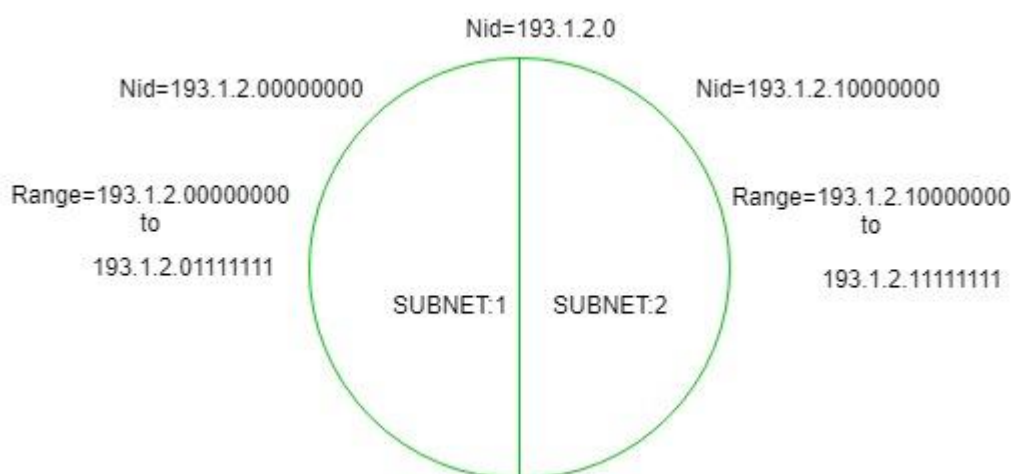 Nid=193.1.2.0
Nid=193.1.2.00000000
Nid=193.1.2.10000000
Range=193.1.2.00000000
to
193.1.2.01111111
Range=193.1.2.10000000
to
193.1.2.11111111
SUBNET:1
SUBNET:2